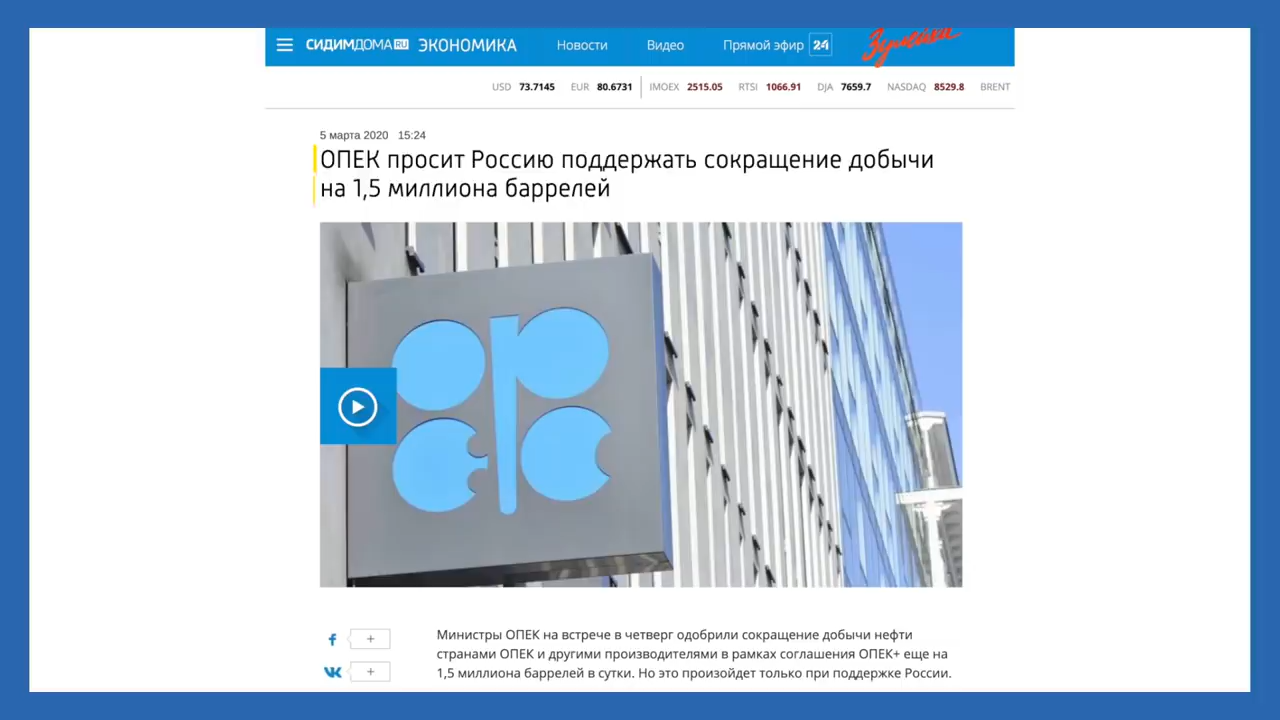 СИДИМДОМА RU ЭКОНОМИКА Новости Видео Прямой эфир 24
USD 73.7145 EUR 80.6731 IMOEX 2515.05 RTSI 1066.91 DJA 7659.7 NASDAQ 8529.8 BRENT
5 марта 2020 15:24
ОПЕК просит Россию поддержать сокращение добычи
на 1,5 миллиона баррелей
Министры ОПЕК на встрече в четверг одобрили сокращение добычи нефти
странами ОПЕК и другими производителями в рамках соглашения ОПЕК+ еще на
1,5 миллиона баррелей в сутки. Но это произойдет только при поддержке России.